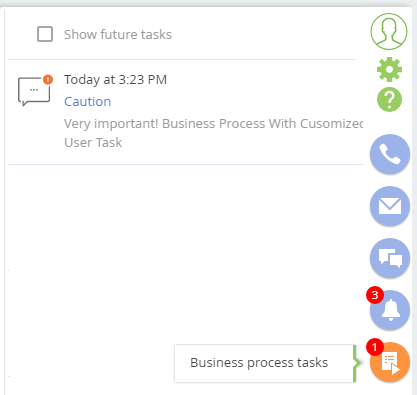 Show future tasks
Today at 3:23 PM
Caution
Very important! Business Process With Cusomized
User Task
3
1
Business process tasks